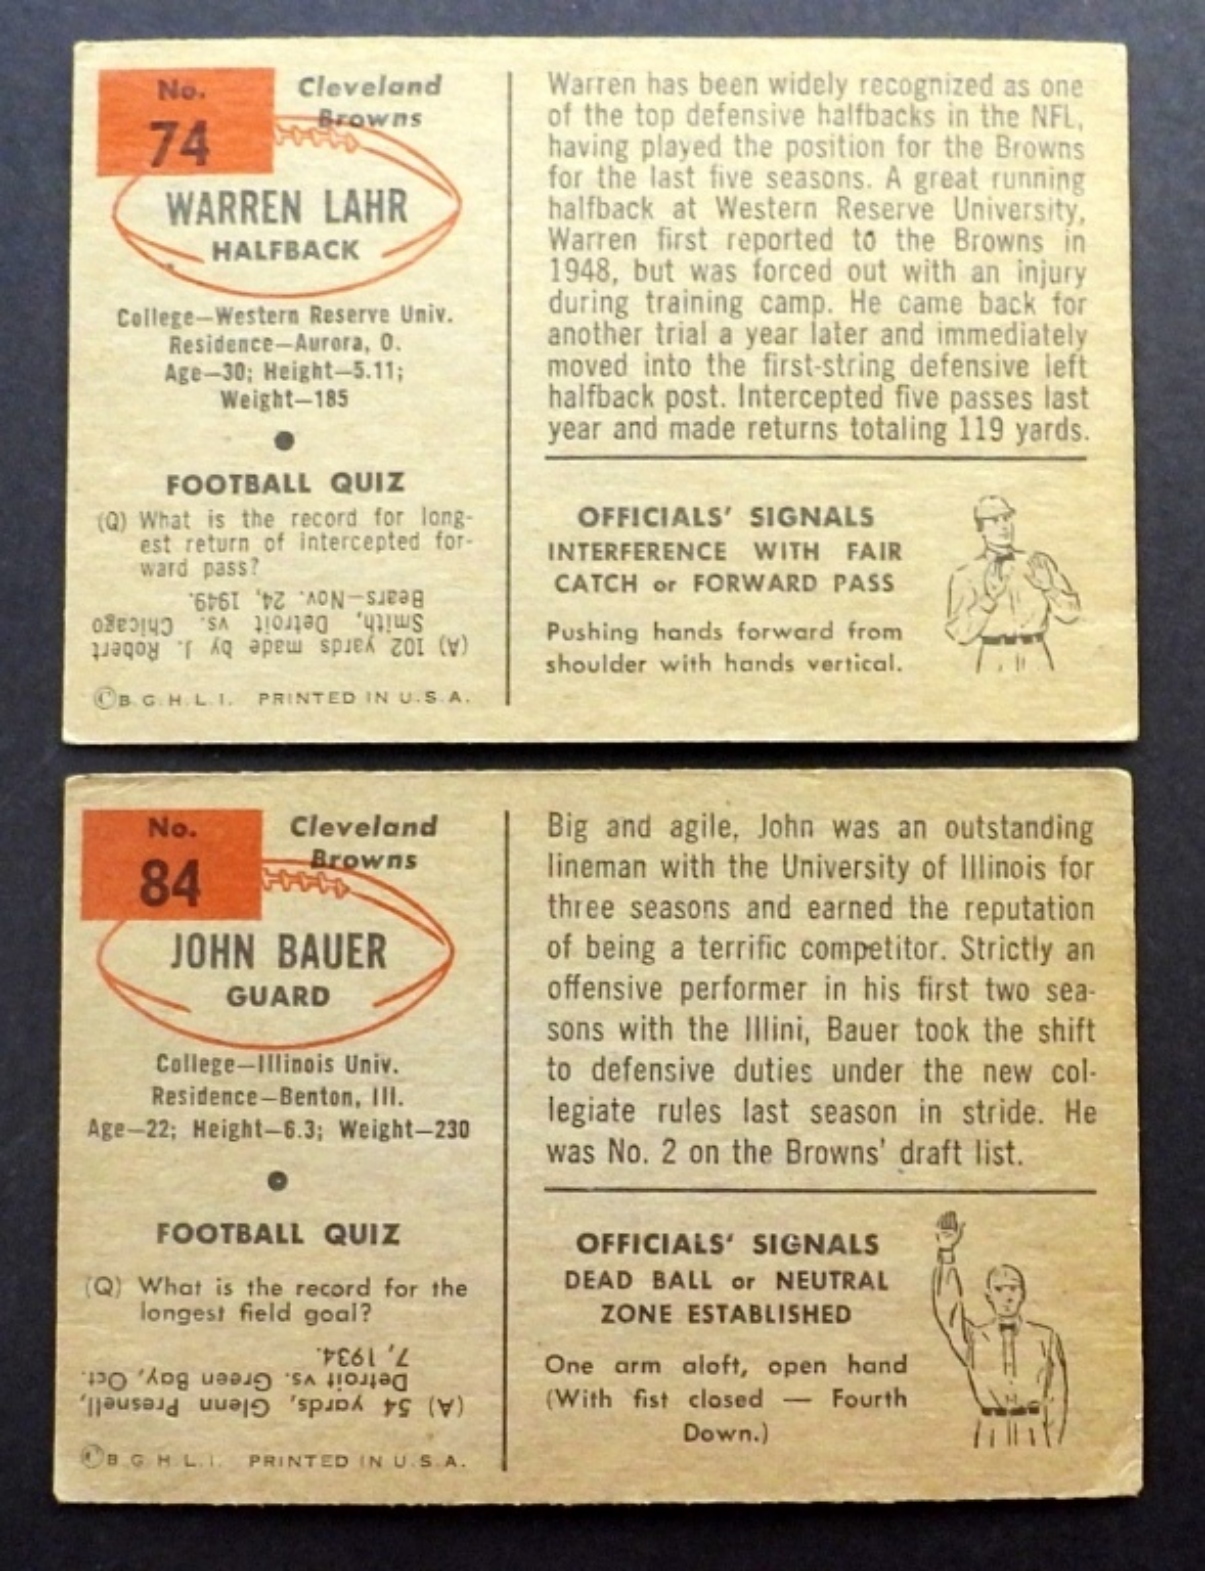 No.
74
Cleveland
Browns
WARREN LAHR
HALFBACK
College—Western Reserve Univ.
Residence—Aurora, O.
Age—30; Height—5.11;
Weight—185
FOOTBALL QUIZ
(Q) What is the record for long-
est return of intercepted for-
ward pass?
(A) 102 yards made by J. Robert
Smith, Detroit vs. Chicago
Bears—Nov. 24, 1949.
©B.G.H.L.I. PRINTED IN U.S.A.
Warren has been widely recognized as one
of the top defensive halfbacks in the NFL,
having played the position for the Browns
for the last five seasons. A great running
halfback at Western Reserve University,
Warren first reported to the Browns in
1948, but was forced out with an injury
during training camp. He came back for
another trial a year later and immediately
moved into the first-string defensive left
halfback post. Intercepted five passes last
year and made returns totaling 119 yards.
OFFICIALS' SIGNALS
INTERFERENCE WITH FAIR
CATCH or FORWARD PASS
Pushing hands forward from
shoulder with hands vertical.
No.
84
Cleveland
Browns
JOHN BAUER
GUARD
College—Illinois Univ.
Residence—Benton, Ill.
Age—22; Height—6.3; Weight—230
FOOTBALL QUIZ
(Q) What is the record for the
longest field goal?
(A) 54 yards, Glenn Presnell,
Detroit vs. Green Bay, Oct.
7, 1934.
©B.G.H.L.I. PRINTED IN U.S.A.
Big and agile, John was an outstanding
lineman with the University of Illinois for
three seasons and earned the reputation
of being a terrific competitor. Strictly an
offensive performer in his first two sea-
sons with the Illini, Bauer took the shift
to defensive duties under the new col-
legiate rules last season in stride. He
was No. 2 on the Browns' draft list.
OFFICIALS' SIGNALS
DEAD BALL or NEUTRAL
ZONE ESTABLISHED
One arm aloft, open hand
(With fist closed — Fourth
Down.)